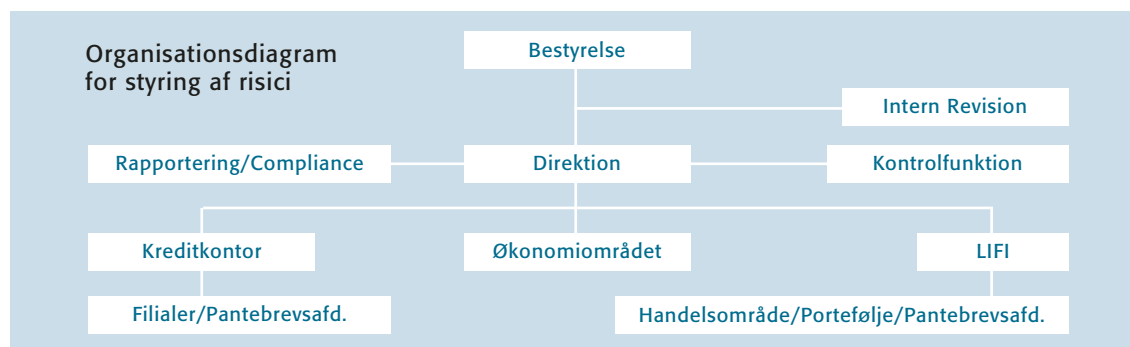 Organisationsdiagram
for styring af risici
Bestyrelse
Intern Revision
Rapportering/Compliance
Direktion
Kontrolfunktion
Kreditkontor
Økonomiområdet
LIFI
Filialer/Pantebrevsafd.
Handelsområde/Portefølje/Pantebrevsafd.